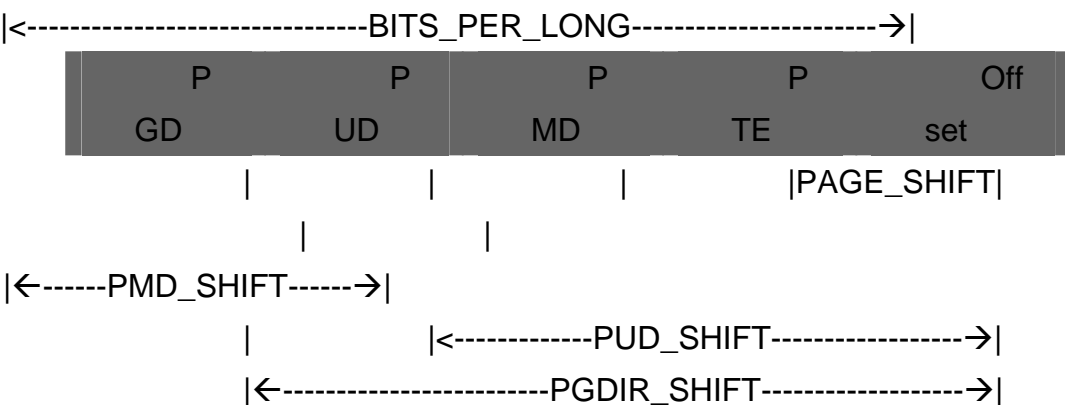 |<--------------------------------BITS_PER_LONG-----------------------→|
P P P P Off
GD UD MD TE set
| | | |PAGE_SHIFT|
| |
|←------PMD_SHIFT------→|
| |<-------------PUD_SHIFT------------------→|
|←-------------------------PGDIR_SHIFT-------------------→|